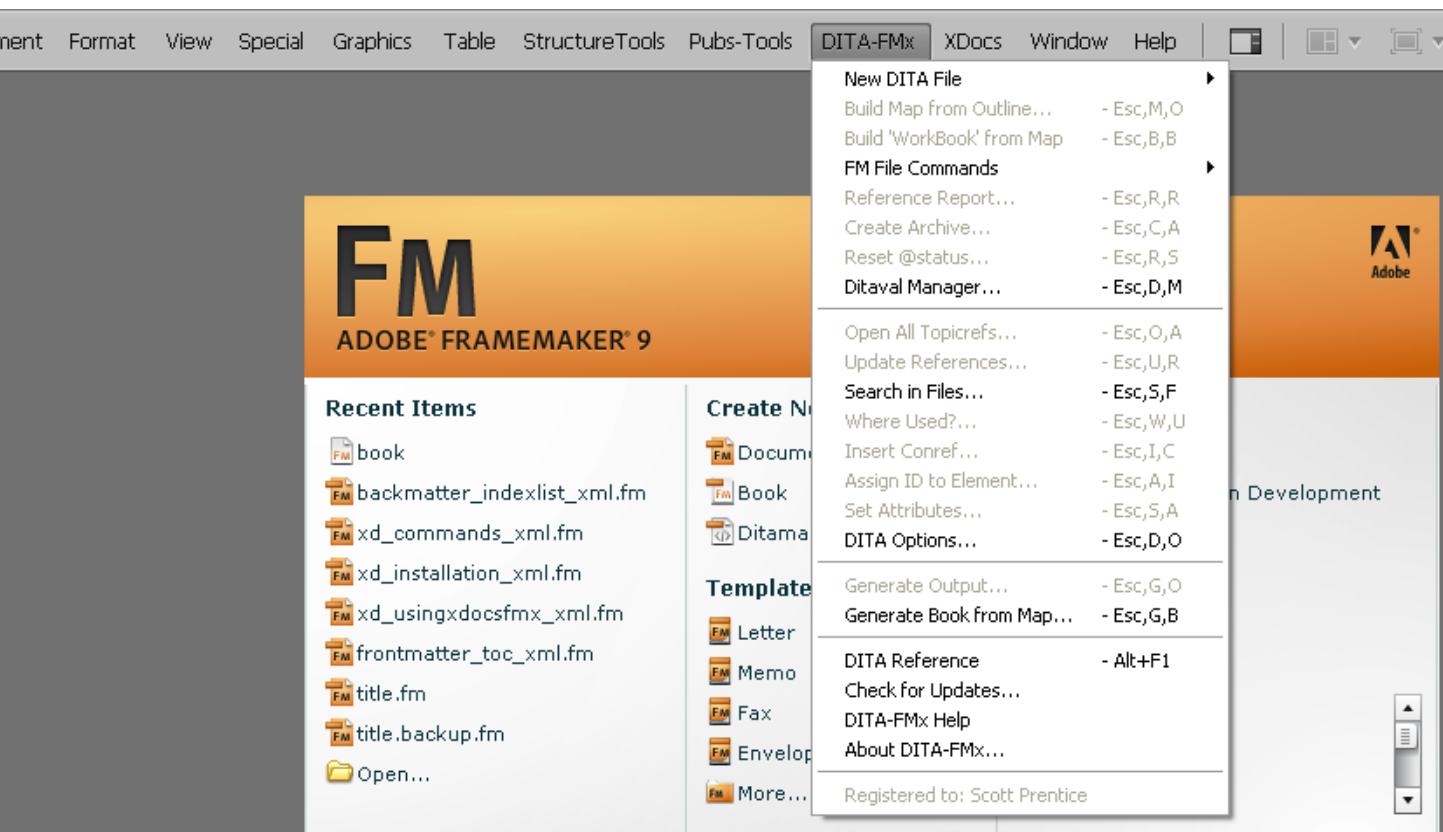 Format View Special Graphics Table StructureTools Pubs-Tools DITA-FMx XDocs Window Help
New DITA File
Build Map from Outline... - Esc,M,O
Build 'WorkBook' from Map - Esc,B,B
FM File Commands
Reference Report... - Esc,R,R
Create Archive... - Esc,C,A
Reset @status... - Esc,R,S
Ditaval Manager... - Esc,D,M
Open All Topicrefs... - Esc,O,A
Update References... - Esc,U,R
Search in Files... - Esc,S,F
Where Used?... - Esc,W,U
Insert Conref... - Esc,I,C
Assign ID to Element... - Esc,A,I
Set Attributes... - Esc,S,A
DITA Options... - Esc,D,O
Generate Output... - Esc,G,O
Generate Book from Map... - Esc,G,B
DITA Reference - Alt+F1
Check for Updates...
DITA-FMx Help
About DITA-FMx...
Registered to: Scott Prentice
FM
ADOBE® FRAMEMAKER® 9
Adobe
Recent Items
book
backmatter_indexlist_xml.fm
xd_commands_xml.fm
xd_installation_xml.fm
xd_usingxdocsfmx_xml.fm
frontmatter_toc_xml.fm
title.fm
title.backup.fm
Open...
Create
Book
Letter
Memo
Fax
More...
Development